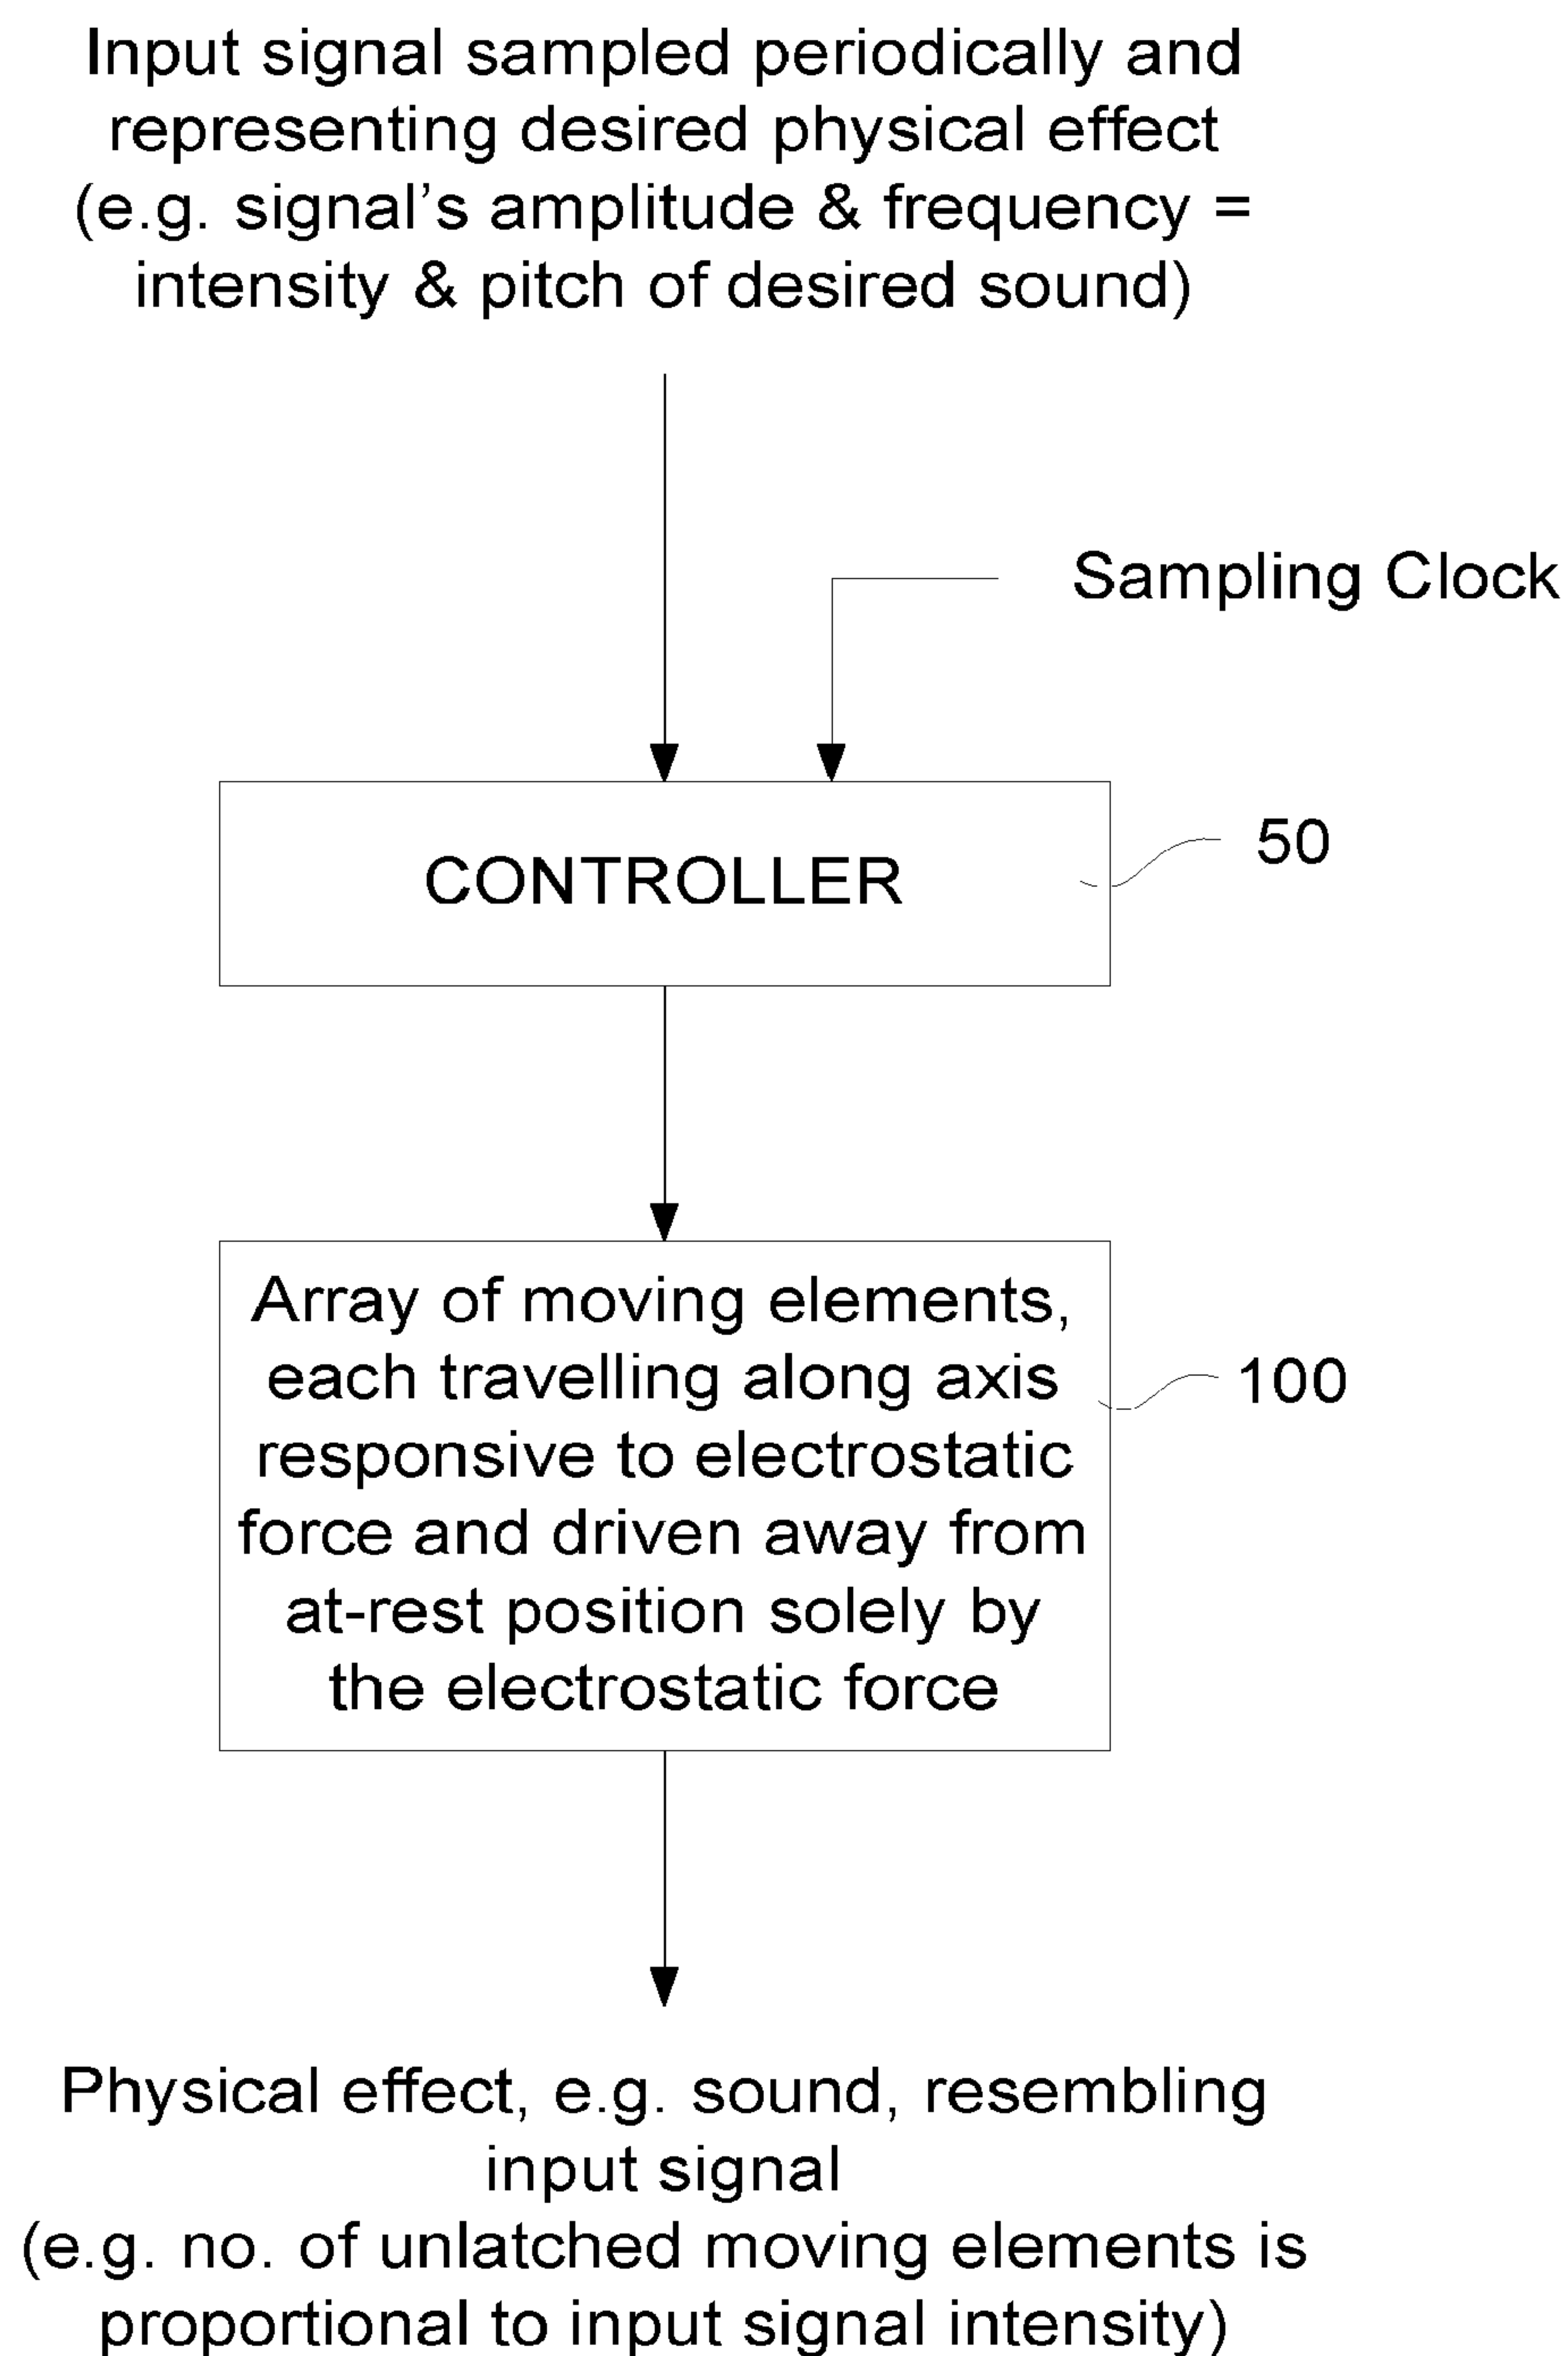 Input signal sampled periodically and
representing desired physical effect
(e.g. signal’s amplitude & frequency =
intensity & pitch of desired sound)
Sampling Clock
CONTROLLER
50
Array of moving elements,
each travelling along axis
responsive to electrostatic
force and driven away from
at-rest position solely by
the electrostatic force
100
Physical effect, e.g. sound, resembling
input signal
(e.g. no. of unlatched moving elements is
proportional to input signal intensity)